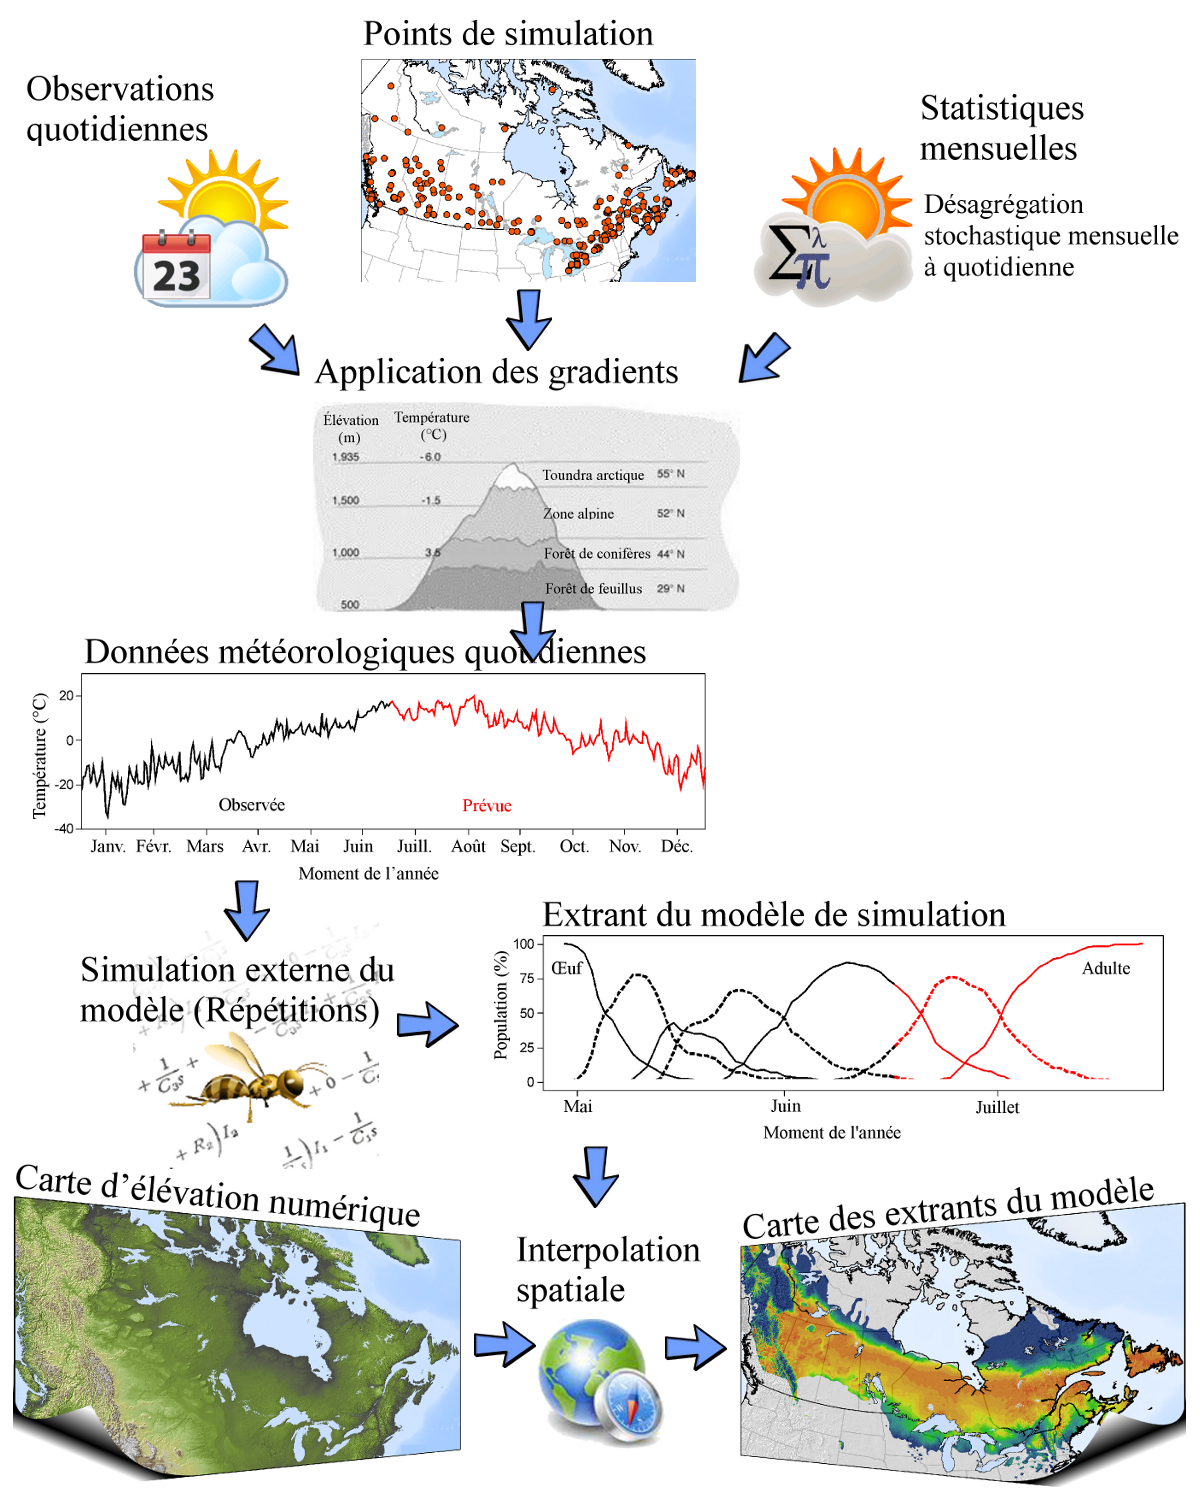 Points de simulation
Observations
quotidiennes
23
Statistiques
mensuelles
Désagrégation
stochastique mensuelle
à quotidienne
Σ λ
π
Application des gradients
Élévation
(m)
Température
(°C)
1,935 -6.0
Toundra arctique 55° N
1,500 -1.5
Zone alpine 52° N
1,000 3.5
Forêt de conifères 44° N
Forêt de feuillus 29° N
500
Données météorologiques quotidiennes
Température (°C)
20
0
-20
-40
Observée
Prévue
Janv. Févr. Mars Avr. Mai Juin Juill. Août Sept. Oct. Nov. Déc.
Moment de l'année
Simulation externe du
modèle (Répétitions)
Extrant du modèle de simulation
Population (%)
100
75
50
25
0
Œuf
Adulte
Mai Juin Juillet
Moment de l'année
Carte d'élévation numérique
Interpolation
spatiale
Carte des extrants du modèle